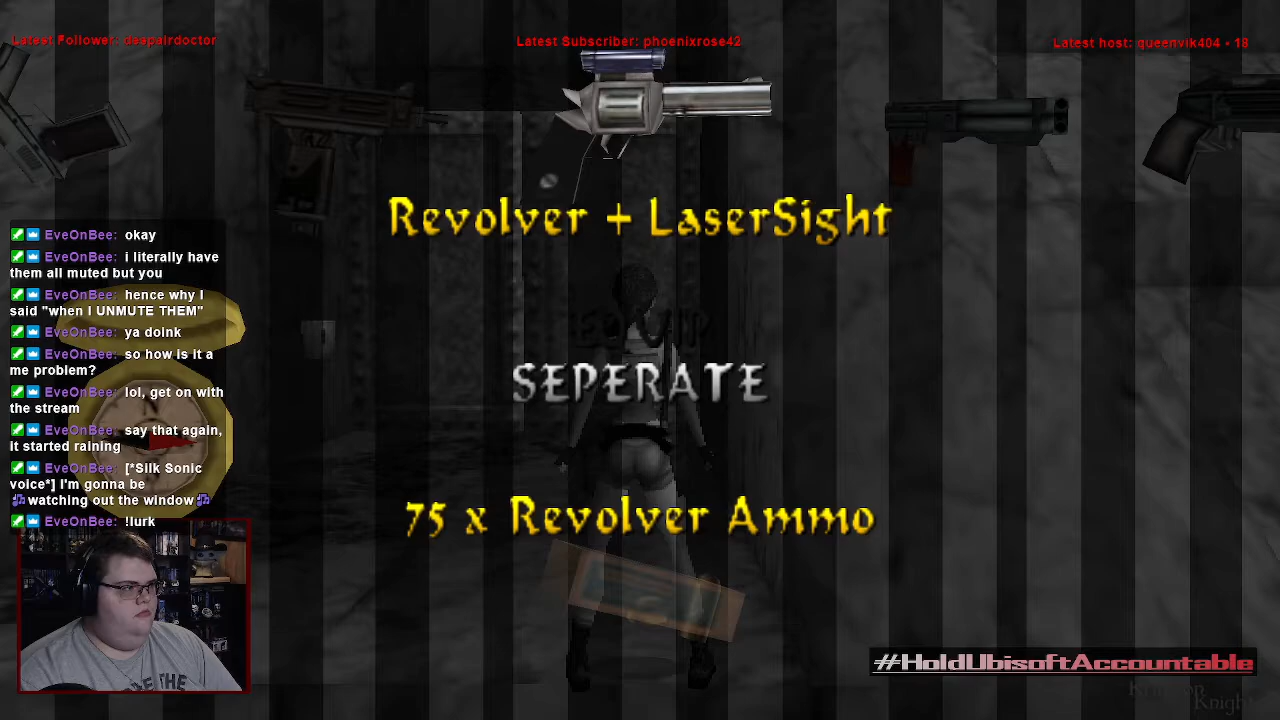 Latest Follower: despairdoctor
Latest Subscriber: phoenixrose42
Latest host: queenvik404 • 18
Revolver + LaserSight
EQUIP
SEPERATE
75 x Revolver Ammo
EveOnBee: okay
EveOnBee: i literally have
them all muted but you
EveOnBee: hence why I
said "when I UNMUTE THEM"
EveOnBee: ya doink
EveOnBee: so how is it a
me problem?
EveOnBee: lol, get on with
the stream
EveOnBee: say that again,
it started raining
EveOnBee: [*Silk Sonic
voice*] I'm gonna be
🎶watching out the window🎶
EveOnBee: !lurk
#HoldUbisoftAccountable
Knight